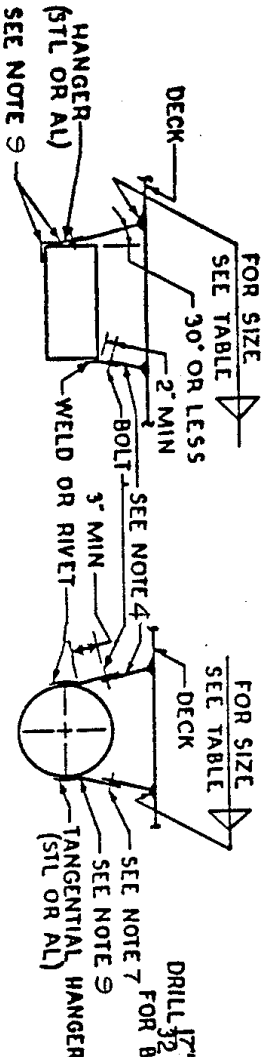 FOR SIZE
SEE TABLE
DECK
30° OR LESS
2" MIN
HANGER
(STL OR AL)
SEE NOTE 9
BOLT
SEE NOTE 4
3" MIN
WELD OR RIVET
FOR SIZE
SEE TABLE
DECK
SEE NOTE 7
SEE NOTE 9
TANGENTIAL HANGER
(STL OR AL)
DRILL 17"
32
FOR